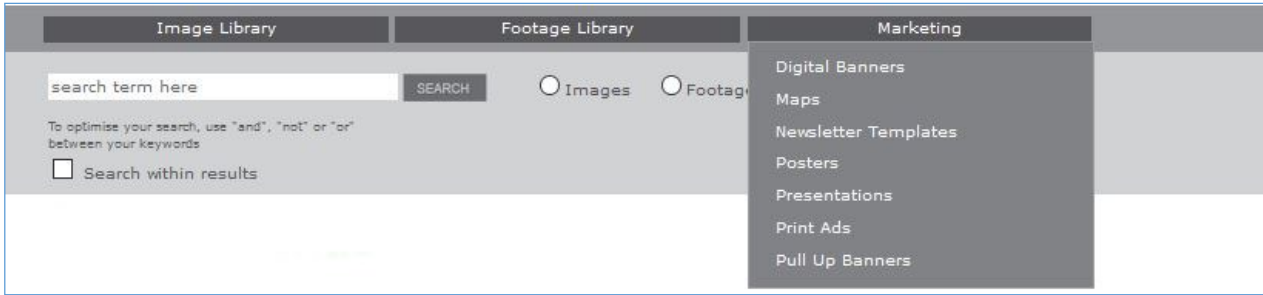 Image Library
Footage Library
Marketing
search term here
SEARCH
Images
Footag
To optimise your search, use "and", "not" or "or"
between your keywords
Search within results
Digital Banners
Maps
Newsletter Templates
Posters
Presentations
Print Ads
Pull Up Banners